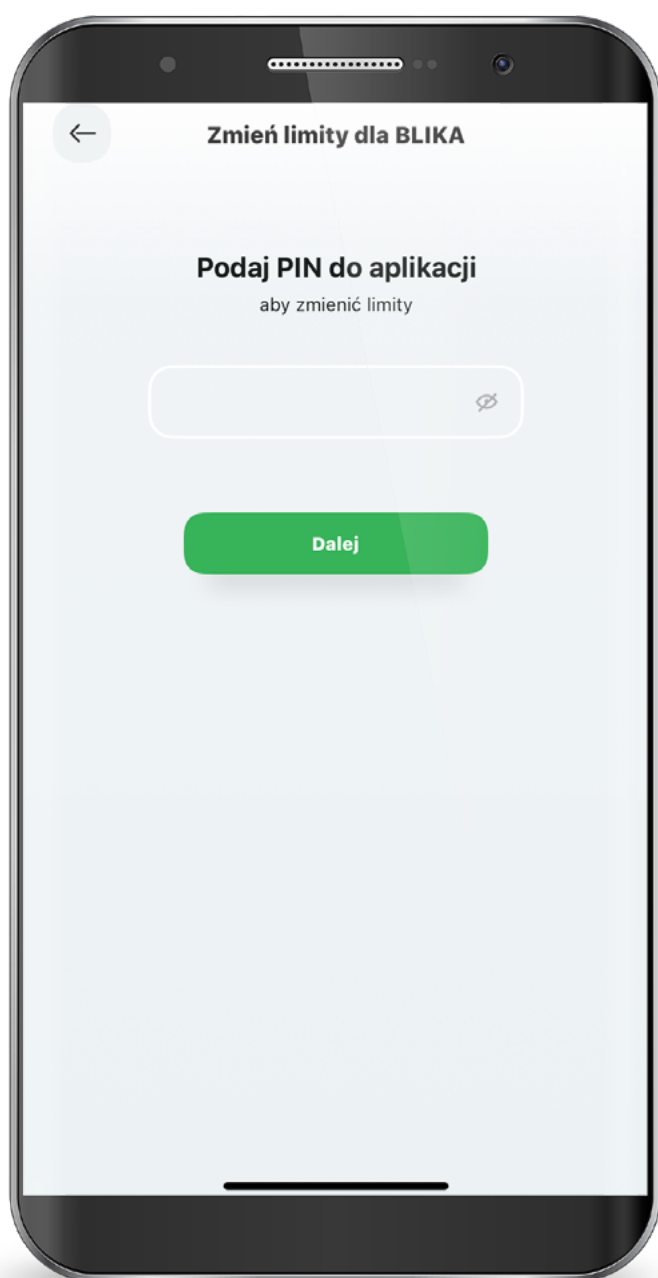 Zmień limity dla BLIKA
Podaj PIN do aplikacji
aby zmienić limity
Dalej